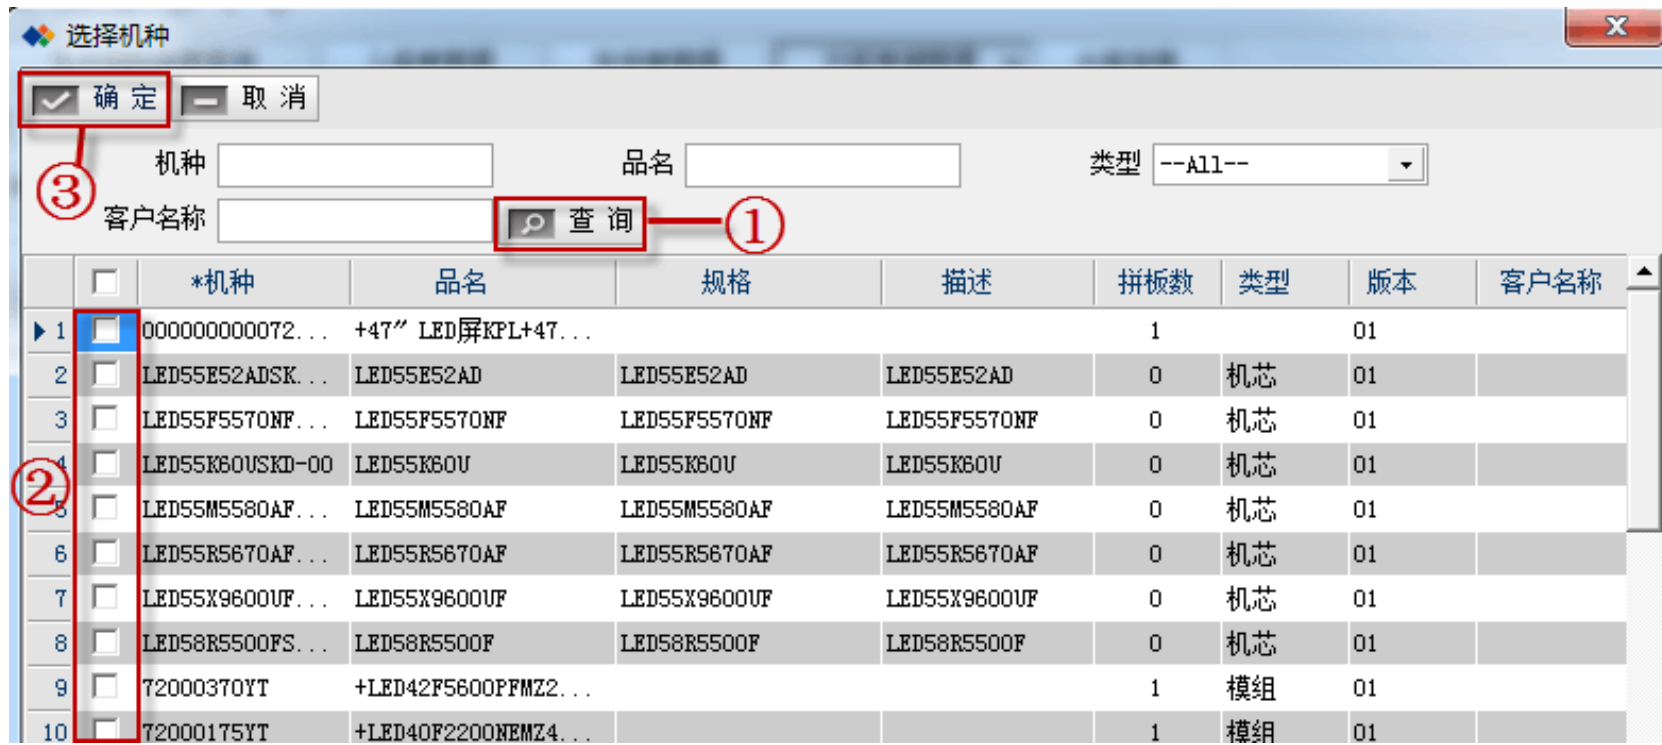 选择机种
确 定 取 消
机种 品名 类型 --All--
③
客户名称 查 询 ①
*机种 品名 规格 描述 拼板数 类型 版本 客户名称
1 000000000072... +47″ LED屏KPL+47... 1 01
2 LED55E52ADSK... LED55E52AD LED55E52AD LED55E52AD 0 机芯 01
3 LED55F5570NF... LED55F5570NF LED55F5570NF LED55F5570NF 0 机芯 01
4 LED55K60USKD-00 LED55K60U LED55K60U LED55K60U 0 机芯 01
②
5 LED55M5580AF... LED55M5580AF LED55M5580AF LED55M5580AF 0 机芯 01
6 LED55R5670AF... LED55R5670AF LED55R5670AF LED55R5670AF 0 机芯 01
7 LED55X9600UF... LED55X9600UF LED55X9600UF LED55X9600UF 0 机芯 01
8 LED58R5500FS... LED58R5500F LED58R5500F LED58R5500F 0 机芯 01
9 72000370YT +LED42F5600PFMZ2... 1 模组 01
10 72000175YT +LED40F2200NEMZ4... 1 模组 01